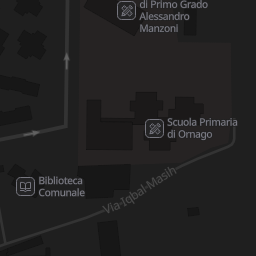 di Primo Grado
Alessandro
Manzoni
Scuola Primaria
di Ornago
Biblioteca
Comunale
Via Iqbal Masih